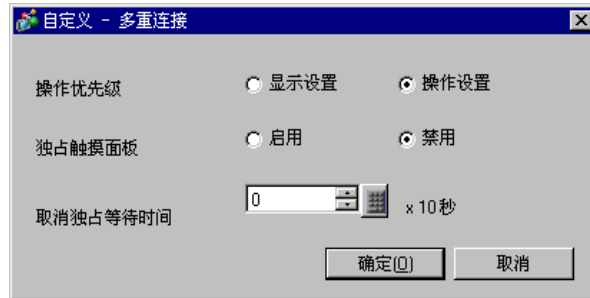 自定义 - 多重连接
操作优先级 显示设置 操作设置
独占触摸面板 启用 禁用
取消独占等待时间 0 x 10秒
确定(O) 取消